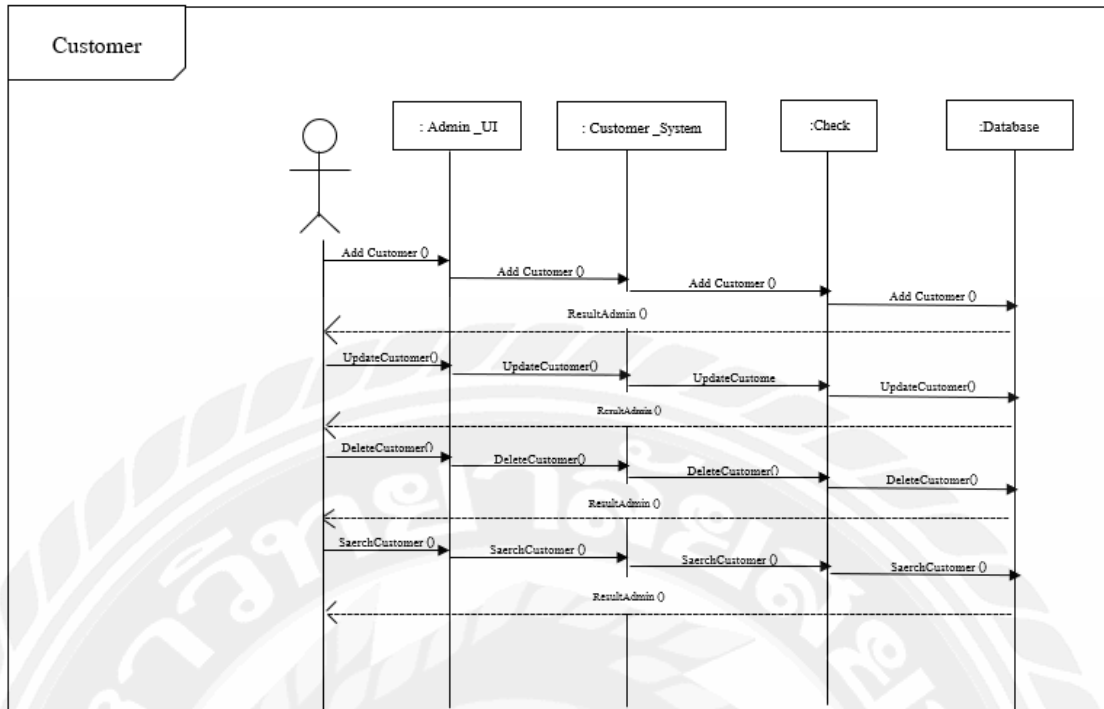 Customer
: Admin _UI
: Customer _System
:Check
:Database
Add Customer ()
Add Customer ()
Add Customer ()
Add Customer ()
ResultAdmin ()
UpdateCustomer()
UpdateCustomer()
UpdateCustome
UpdateCustomer()
ResultAdmin ()
DeleteCustomer()
DeleteCustomer()
DeleteCustomer()
DeleteCustomer()
ResultAdmin ()
SaerchCustomer ()
SaerchCustomer ()
SaerchCustomer ()
SaerchCustomer ()
ResultAdmin ()